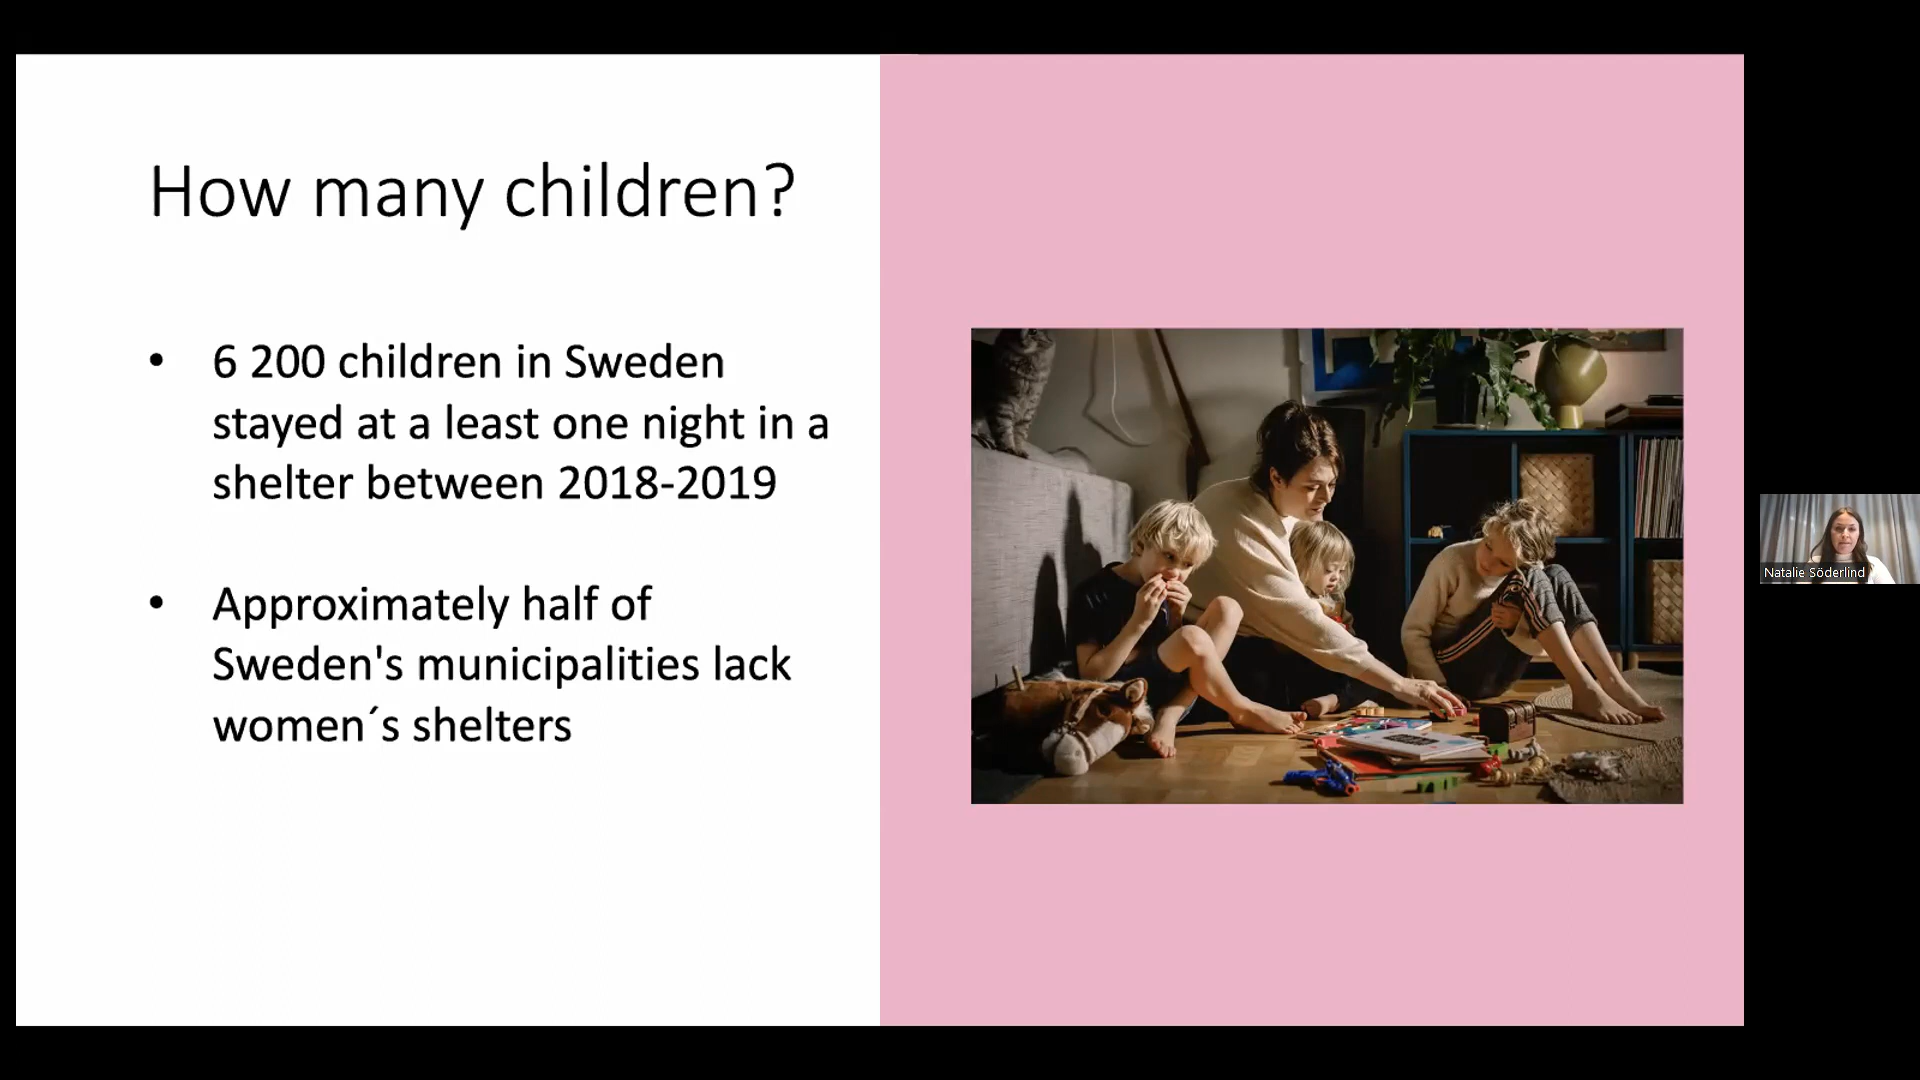 How many children?
• 6 200 children in Sweden
stayed at a least one night in a
shelter between 2018-2019
• Approximately half of
Sweden's municipalities lack
women´s shelters
Natalie Söderlind